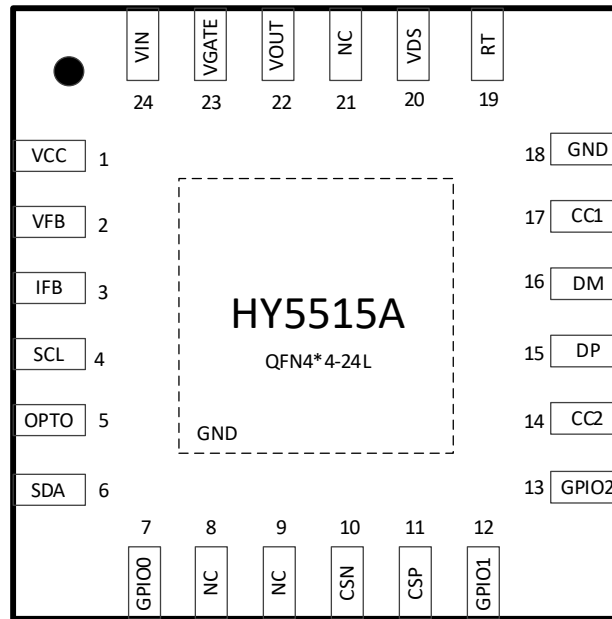 VIN VGATE VOUT NC VDS RT
24 23 22 21 20 19
VCC 1
18 GND
VFB 2
17 CC1
IFB 3
16 DM
HY5515A
SCL 4
15 DP
QFN4*4-24L
OPTO 5
14 CC2
GND
SDA 6
13 GPIO2
7 8 9 10 11 12
GPIO0 NC NC CSN CSP GPIO1